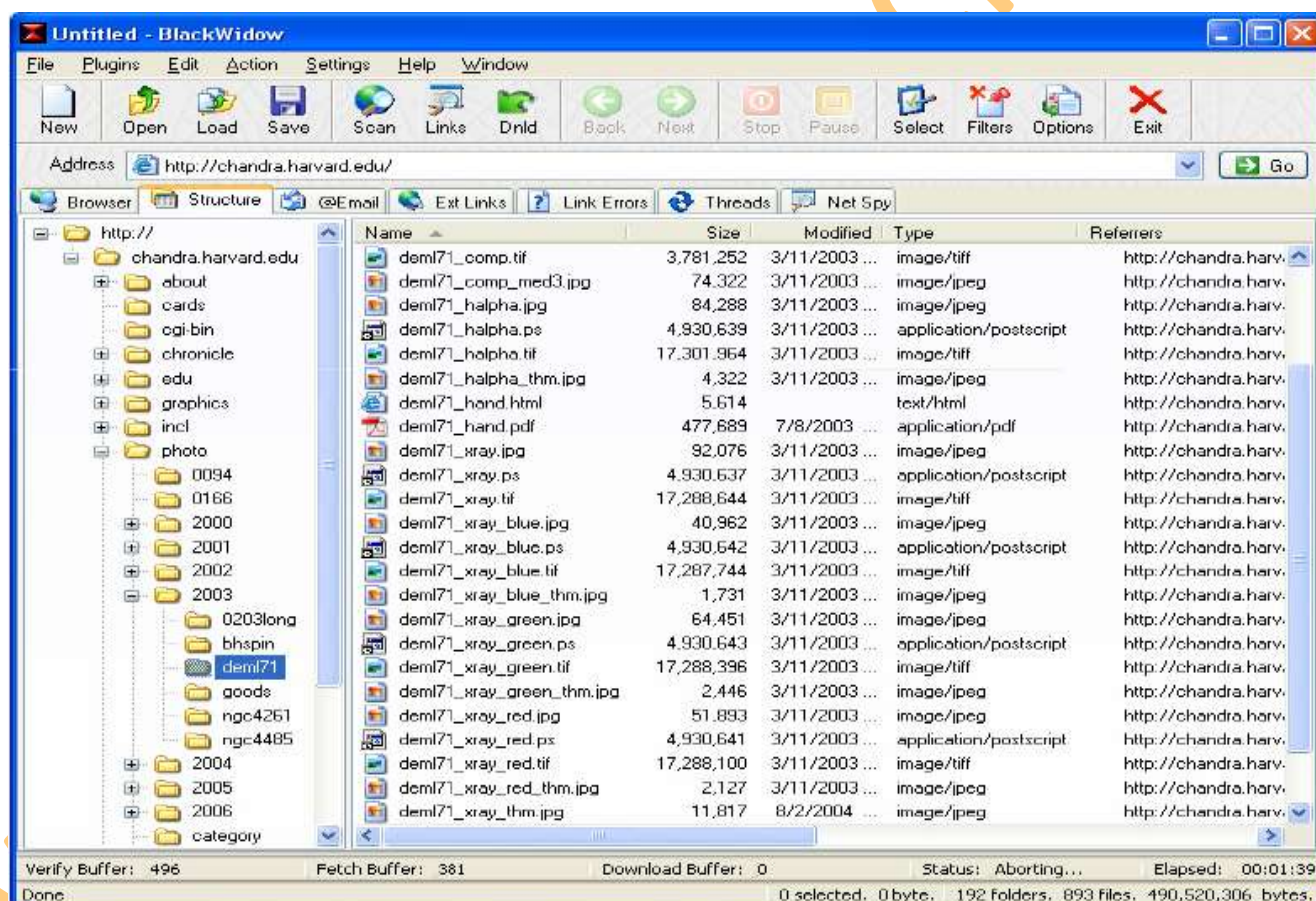 Untitled - BlackWidow
File Plugins Edit Action Settings Help Window
New Open Load Save Scan Links Dnld Back Next Stop Pause Select Filters Options Exit
Address http://chandra.harvard.edu/ Go
Browser Structure @Email Ext Links Link Errors Threads Net Spy
http://
chandra.harvard.edu
about
cards
cgi-bin
chronicle
edu
graphics
incl
photo
0094
0166
2000
2001
2002
2003
0203long
bhspin
deml71
goods
ngc4261
ngc4485
2004
2005
2006
category
Name Size Modified Type Referrers
deml71_comp.tif 3,781,252 3/11/2003 ... image/tiff http://chandra.harv.
deml71_comp_med3.jpg 74,322 3/11/2003 ... image/jpeg http://chandra.harv.
deml71_halpha.jpg 84,288 3/11/2003 ... image/jpeg http://chandra.harv.
deml71_halpha.ps 4,930,639 3/11/2003 ... application/postscript http://chandra.harv.
deml71_halpha.tif 17,301,964 3/11/2003 ... image/tiff http://chandra.harv.
deml71_halpha_thm.jpg 4,322 3/11/2003 ... image/jpeg http://chandra.harv.
deml71_hand.html 5,614 text/html http://chandra.harv.
deml71_hand.pdf 477,689 7/8/2003 ... application/pdf http://chandra.harv.
deml71_xray.jpg 92,076 3/11/2003 ... image/jpeg http://chandra.harv.
deml71_xray.ps 4,930,637 3/11/2003 ... application/postscript http://chandra.harv.
deml71_xray.tif 17,288,644 3/11/2003 ... image/tiff http://chandra.harv.
deml71_xray_blue.jpg 40,962 3/11/2003 ... image/jpeg http://chandra.harv.
deml71_xray_blue.ps 4,930,642 3/11/2003 ... application/postscript http://chandra.harv.
deml71_xray_blue.tif 17,287,744 3/11/2003 ... image/tiff http://chandra.harv.
deml71_xray_blue_thm.jpg 1,731 3/11/2003 ... image/jpeg http://chandra.harv.
deml71_xray_green.jpg 64,451 3/11/2003 ... image/jpeg http://chandra.harv.
deml71_xray_green.ps 4,930,643 3/11/2003 ... application/postscript http://chandra.harv.
deml71_xray_green.tif 17,288,396 3/11/2003 ... image/tiff http://chandra.harv.
deml71_xray_green_thm.jpg 2,446 3/11/2003 ... image/jpeg http://chandra.harv.
deml71_xray_red.jpg 51,893 3/11/2003 ... image/jpeg http://chandra.harv.
deml71_xray_red.ps 4,930,641 3/11/2003 ... application/postscript http://chandra.harv.
deml71_xray_red.tif 17,288,100 3/11/2003 ... image/tiff http://chandra.harv.
deml71_xray_red_thm.jpg 2,127 3/11/2003 ... image/jpeg http://chandra.harv.
deml71_xray_thm.jpg 11,817 8/2/2004 ... image/jpeg http://chandra.harv.
Verify Buffer: 496 Fetch Buffer: 381 Download Buffer: 0 Status: Aborting... Elapsed: 00:01:39
Done 0 selected, 0 byte, 192 folders, 893 files, 490,520,306 bytes.